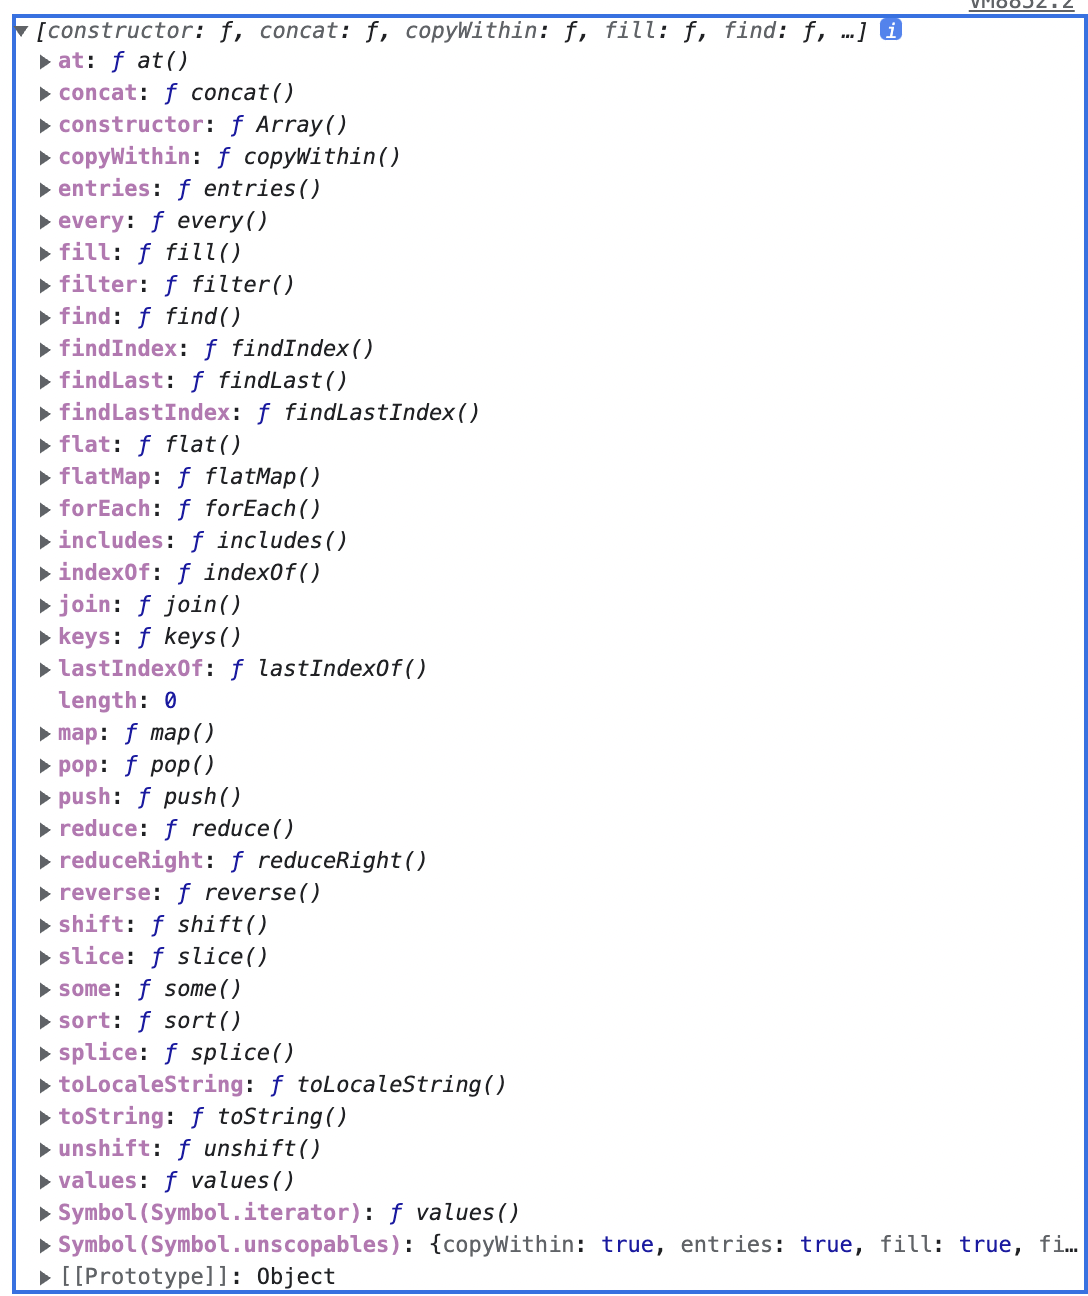 VM8852:2
[constructor: ƒ, concat: ƒ, copyWithin: ƒ, fill: ƒ, find: ƒ, …] i
at: ƒ at()
concat: ƒ concat()
constructor: ƒ Array()
copyWithin: ƒ copyWithin()
entries: ƒ entries()
every: ƒ every()
fill: ƒ fill()
filter: ƒ filter()
find: ƒ find()
findIndex: ƒ findIndex()
findLast: ƒ findLast()
findLastIndex: ƒ findLastIndex()
flat: ƒ flat()
flatMap: ƒ flatMap()
forEach: ƒ forEach()
includes: ƒ includes()
indexOf: ƒ indexOf()
join: ƒ join()
keys: ƒ keys()
lastIndexOf: ƒ lastIndexOf()
length: 0
map: ƒ map()
pop: ƒ pop()
push: ƒ push()
reduce: ƒ reduce()
reduceRight: ƒ reduceRight()
reverse: ƒ reverse()
shift: ƒ shift()
slice: ƒ slice()
some: ƒ some()
sort: ƒ sort()
splice: ƒ splice()
toLocaleString: ƒ toLocaleString()
toString: ƒ toString()
unshift: ƒ unshift()
values: ƒ values()
Symbol(Symbol.iterator): ƒ values()
Symbol(Symbol.unscopables): {copyWithin: true, entries: true, fill: true, fi…
[[Prototype]]: Object